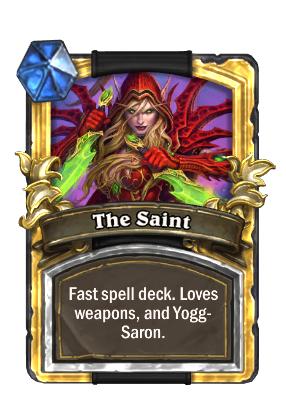 The Saint
Fast spell deck. Loves
weapons, and Yogg-
Saron.